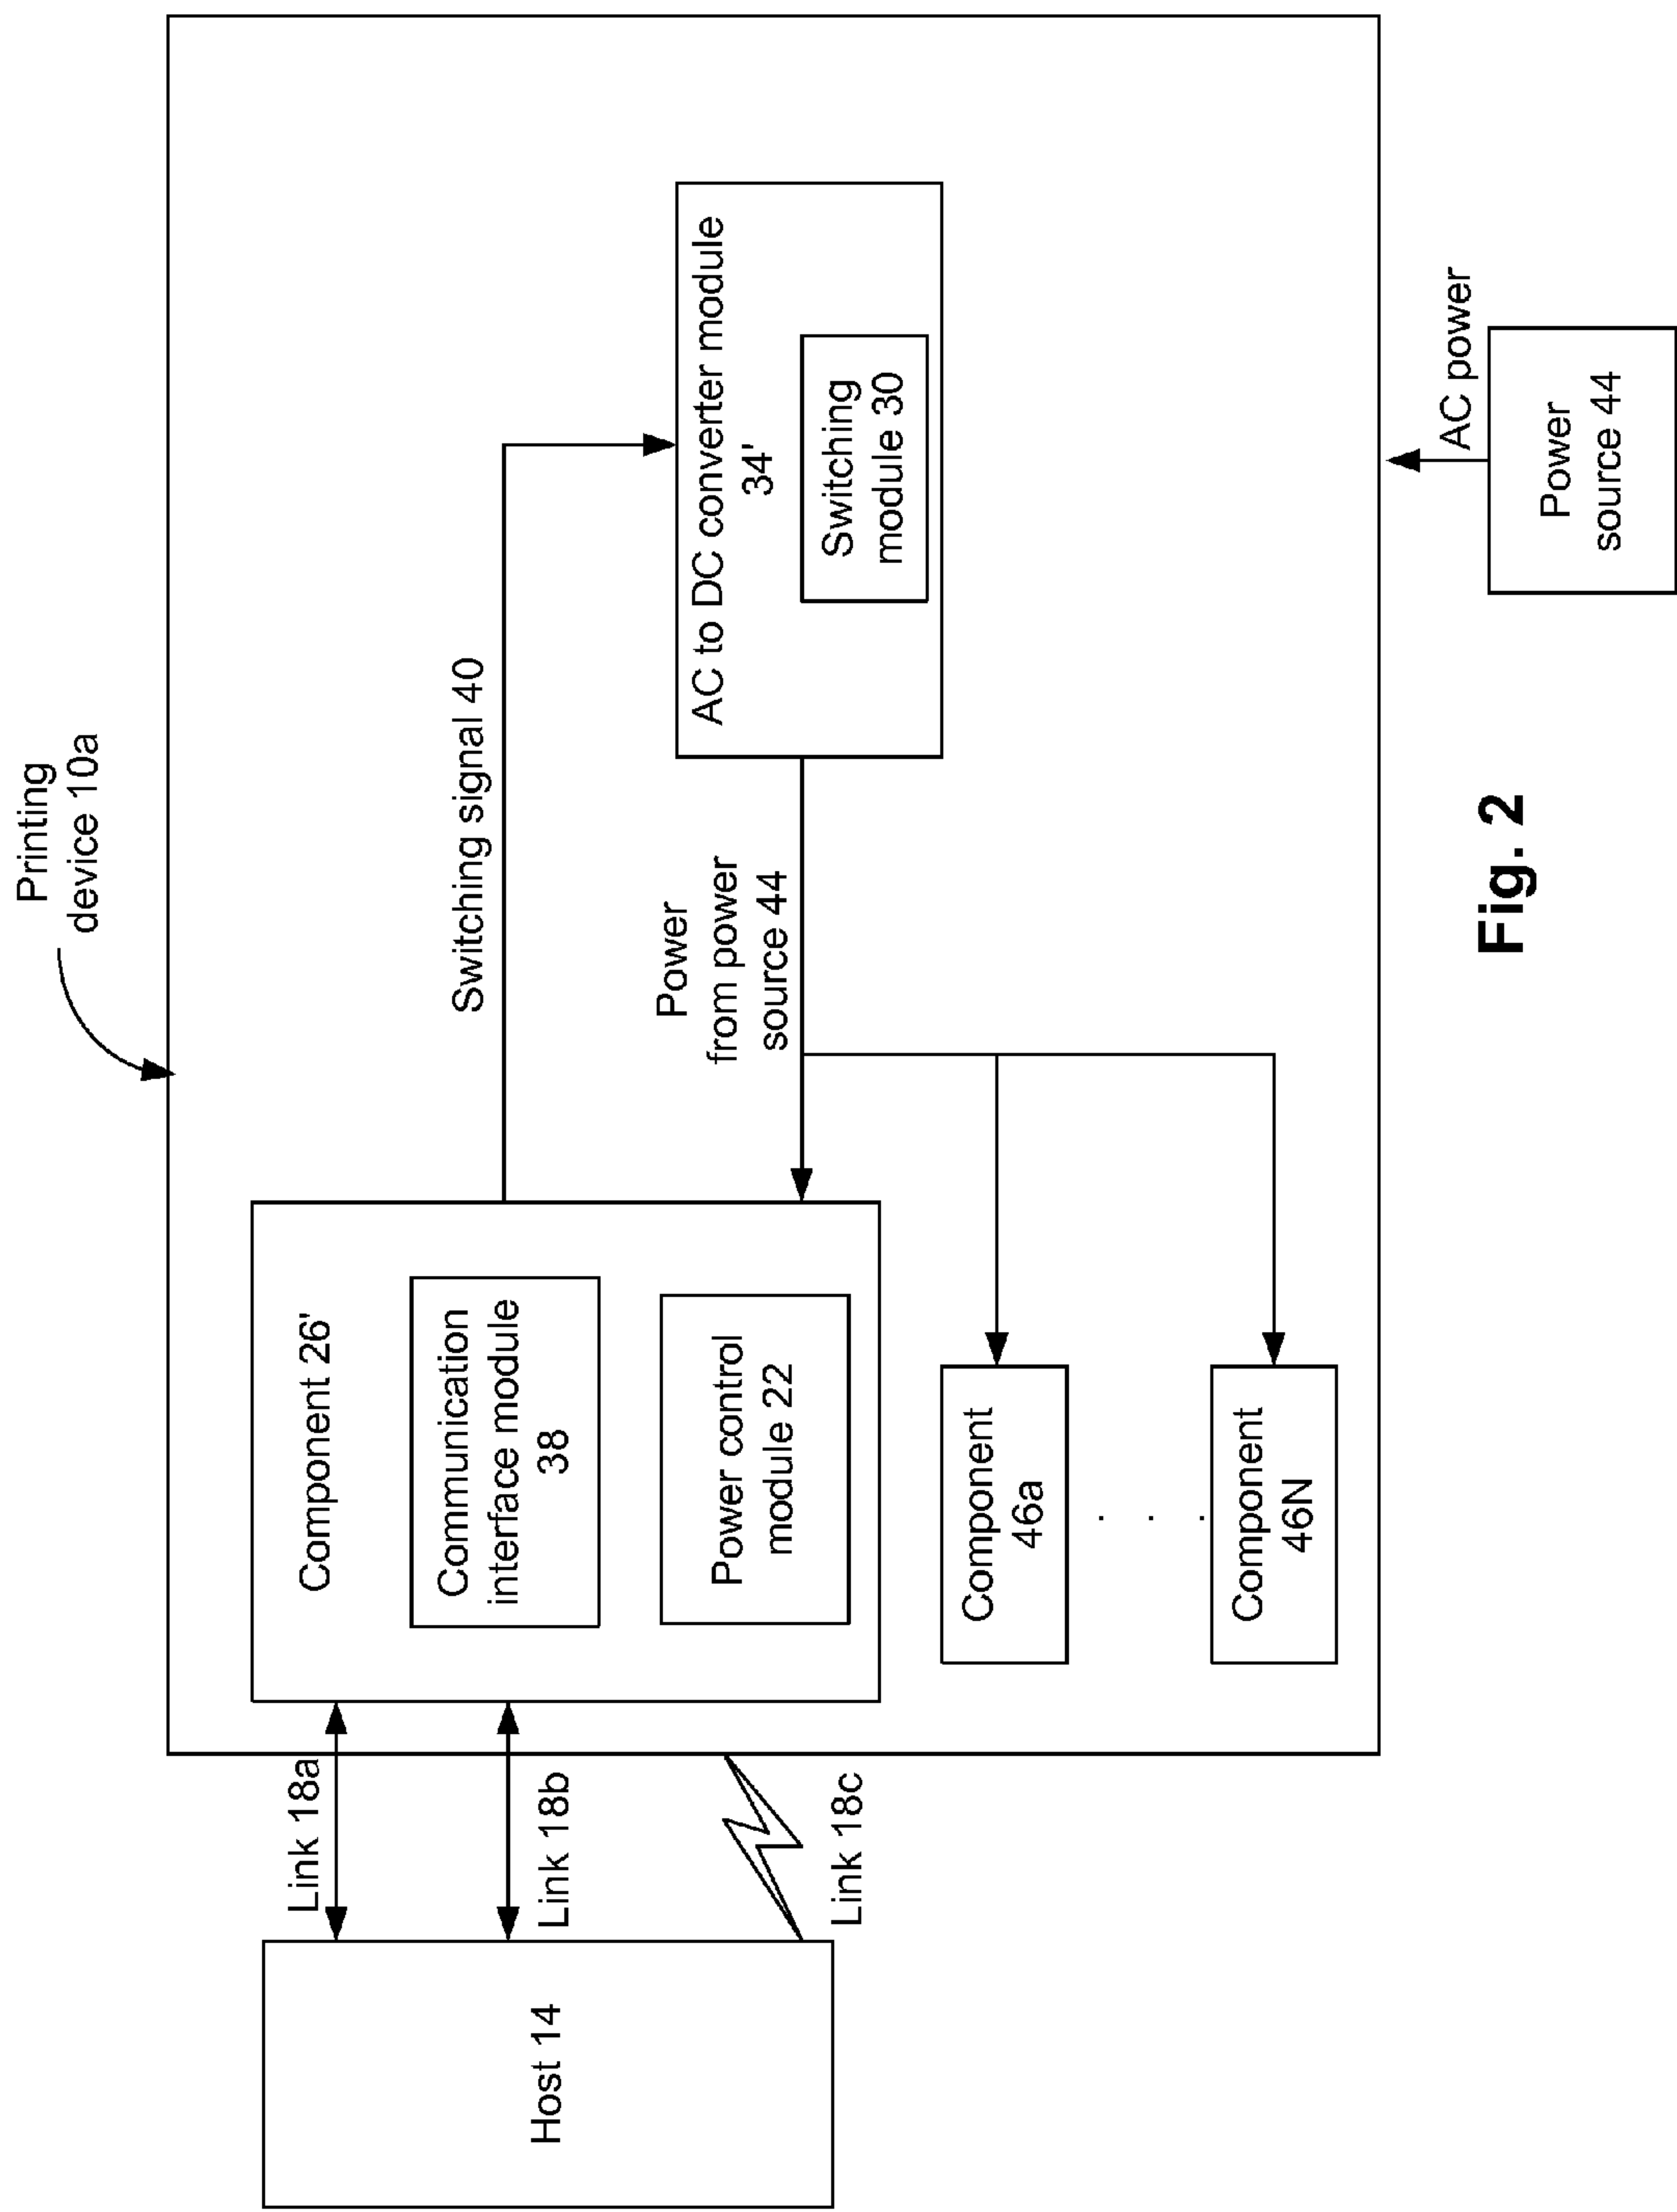 Printing
device 10a
Host 14
Link 18a
Link 18b
Link 18c
Component 26'
Communication
interface module
38
Power control
module 22
Switching signal 40
Power
from power
source 44
AC to DC converter module
34'
Switching
module 30
Component
46a
. . .
Component
46N
AC power
Power
source 44
Fig. 2